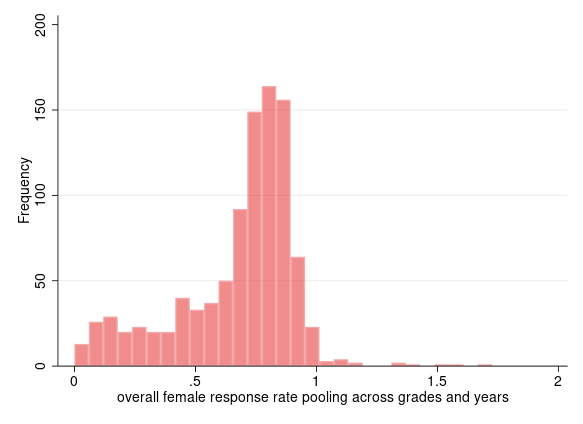 200
150
100
50
0
Frequency
0 .5 1 1.5 2
overall female response rate pooling across grades and years